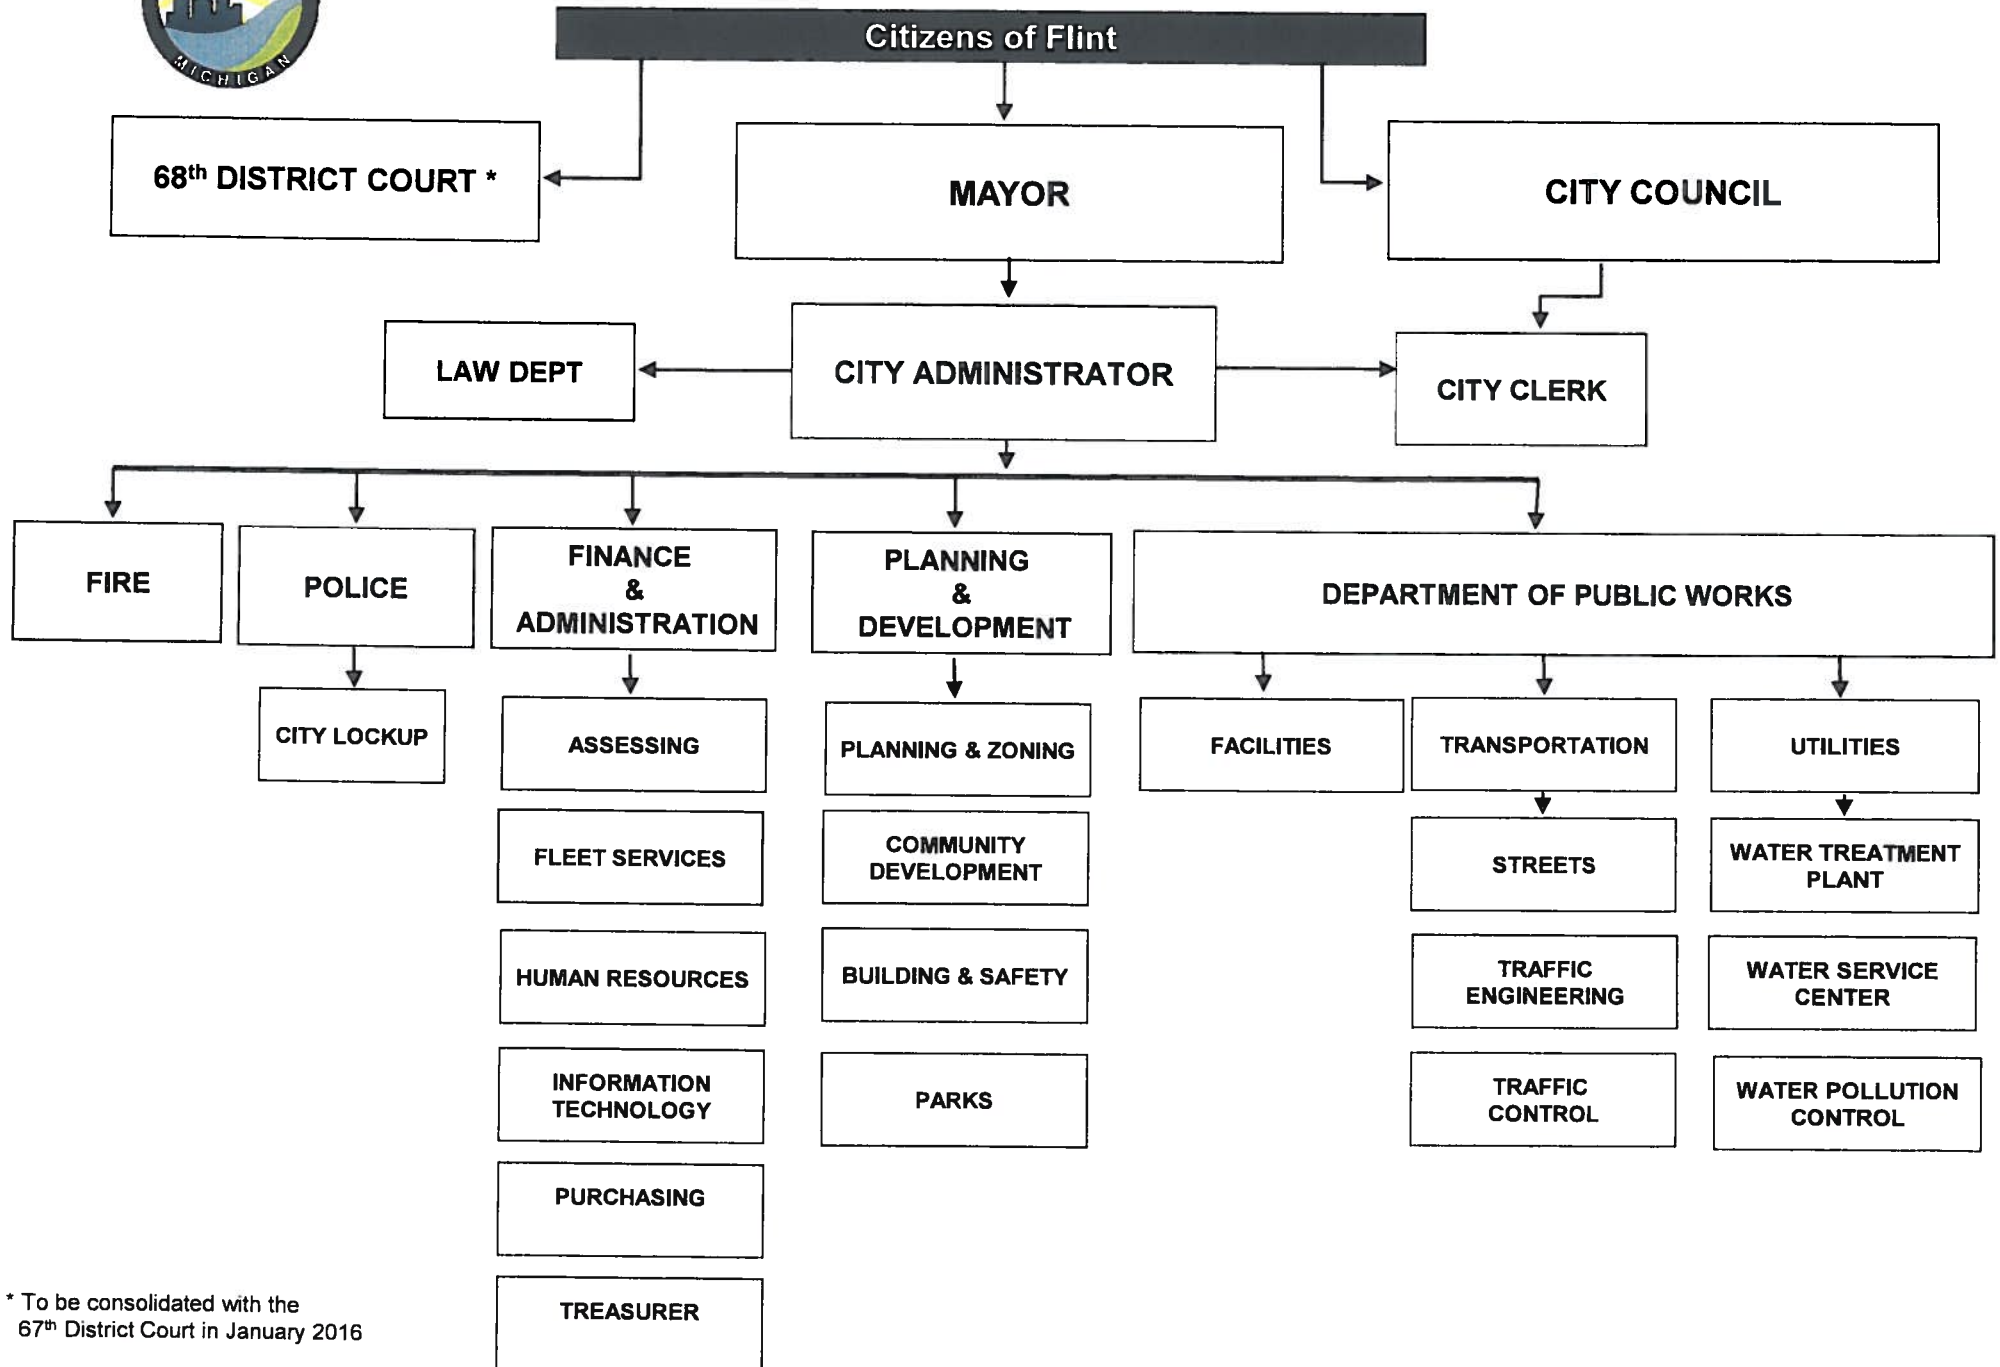 MICHIGAN
Citizens of Flint
68th DISTRICT COURT *
MAYOR
CITY COUNCIL
LAW DEPT
CITY ADMINISTRATOR
CITY CLERK
FIRE
POLICE
FINANCE
&
ADMINISTRATION
PLANNING
&
DEVELOPMENT
DEPARTMENT OF PUBLIC WORKS
CITY LOCKUP
ASSESSING
FLEET SERVICES
HUMAN RESOURCES
INFORMATION
TECHNOLOGY
PURCHASING
TREASURER
PLANNING & ZONING
COMMUNITY
DEVELOPMENT
BUILDING & SAFETY
PARKS
FACILITIES
TRANSPORTATION
STREETS
TRAFFIC
ENGINEERING
TRAFFIC
CONTROL
UTILITIES
WATER TREATMENT
PLANT
WATER SERVICE
CENTER
WATER POLLUTION
CONTROL
* To be consolidated with the
67th District Court in January 2016